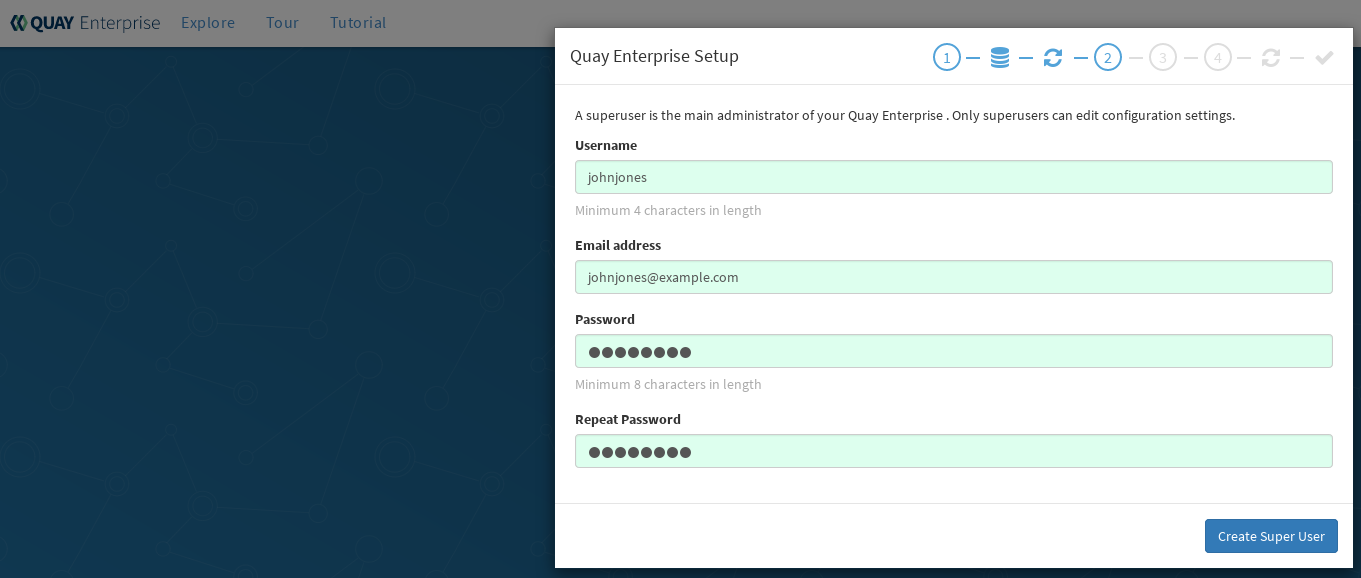 QUAY Enterprise Explore Tour Tutorial
Quay Enterprise Setup 1 2 3 4
A superuser is the main administrator of your Quay Enterprise . Only superusers can edit configuration settings.
Username
johnjones
Minimum 4 characters in length
Email address
johnjones@example.com
Password
●●●●●●●●
Minimum 8 characters in length
Repeat Password
●●●●●●●●
Create Super User